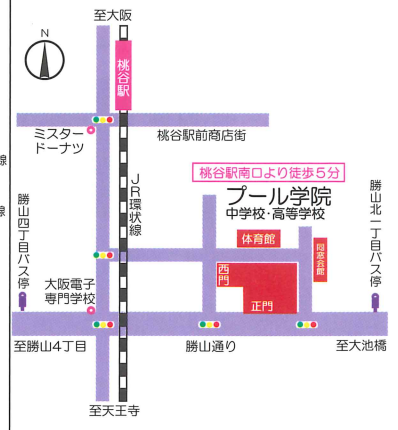 至大阪
N
桃谷駅
ミスター
ドーナツ
桃谷駅前商店街
線
桃谷駅南口より徒歩5分
JR環状線
プール学院
中学校・高等学校
線
勝山四丁目バス停
勝山北一丁目バス停
体育館
同窓会館
西門
大阪電子
専門学校
正門
至勝山4丁目
勝山通り
至大池橋
至天王寺